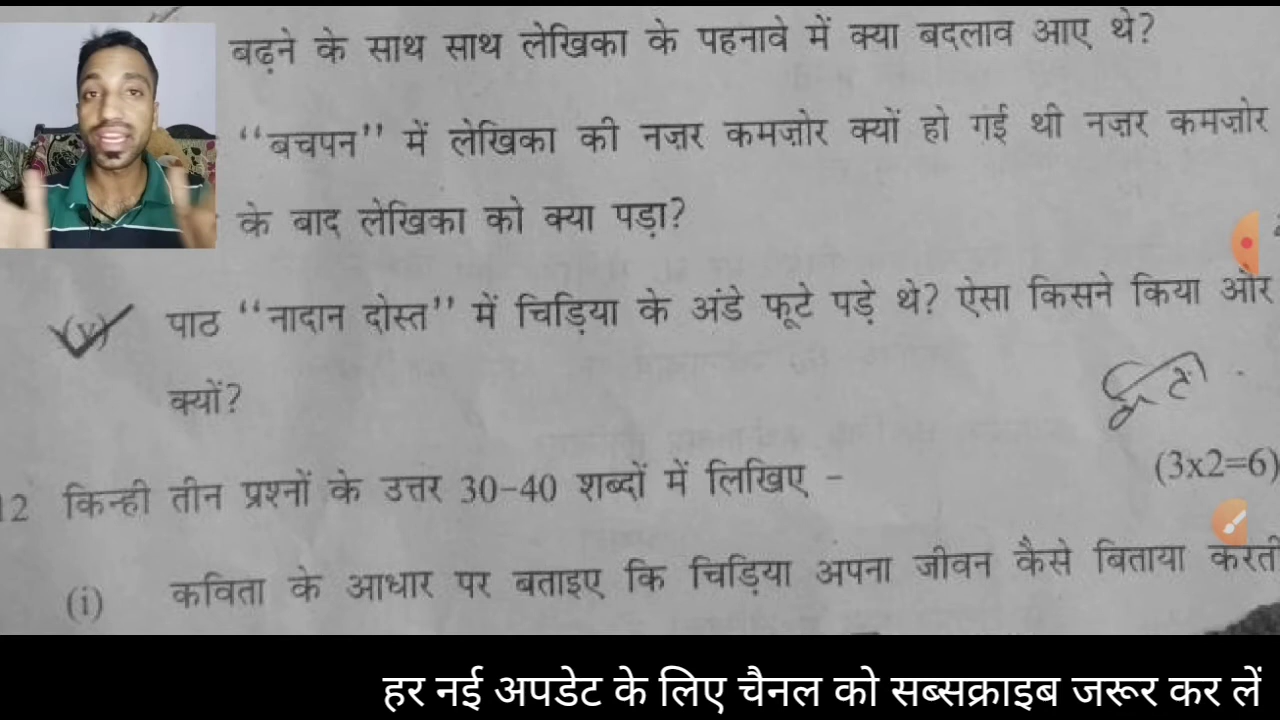 बढ़ने के साथ साथ लेखिका के पहनावे में क्या बदलाव आए थे?
“बचपन” में लेखिका की नज़र कमज़ोर क्यों हो गई थी नज़र कमज़ोर
के बाद लेखिका को क्या पड़ा?
(v) पाठ “नादान दोस्त” में चिड़िया के अंडे फूटे पड़े थे? ऐसा किसने किया और
क्यों?
(3x2=6)
12 किन्ही तीन प्रश्नों के उत्तर 30-40 शब्दों में लिखिए -
(i) कविता के आधार पर बताइए कि चिड़िया अपना जीवन कैसे बिताया करती
हर नई अपडेट के लिए चैनल को सब्सक्राइब जरूर कर लें